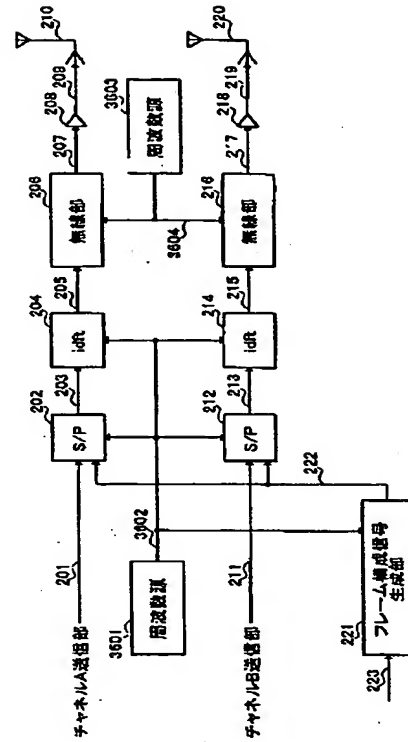 チャネルA送信部
201
202
S/P
203
204
idft
205
206
無線部
207
208
209
210
3601
周波数源
3602
3603
周波数源
3604
チャネルB送信部
211
212
S/P
213
214
idft
215
216
無線部
217
218
219
220
221
フレーム構成信号
生成部
222
223